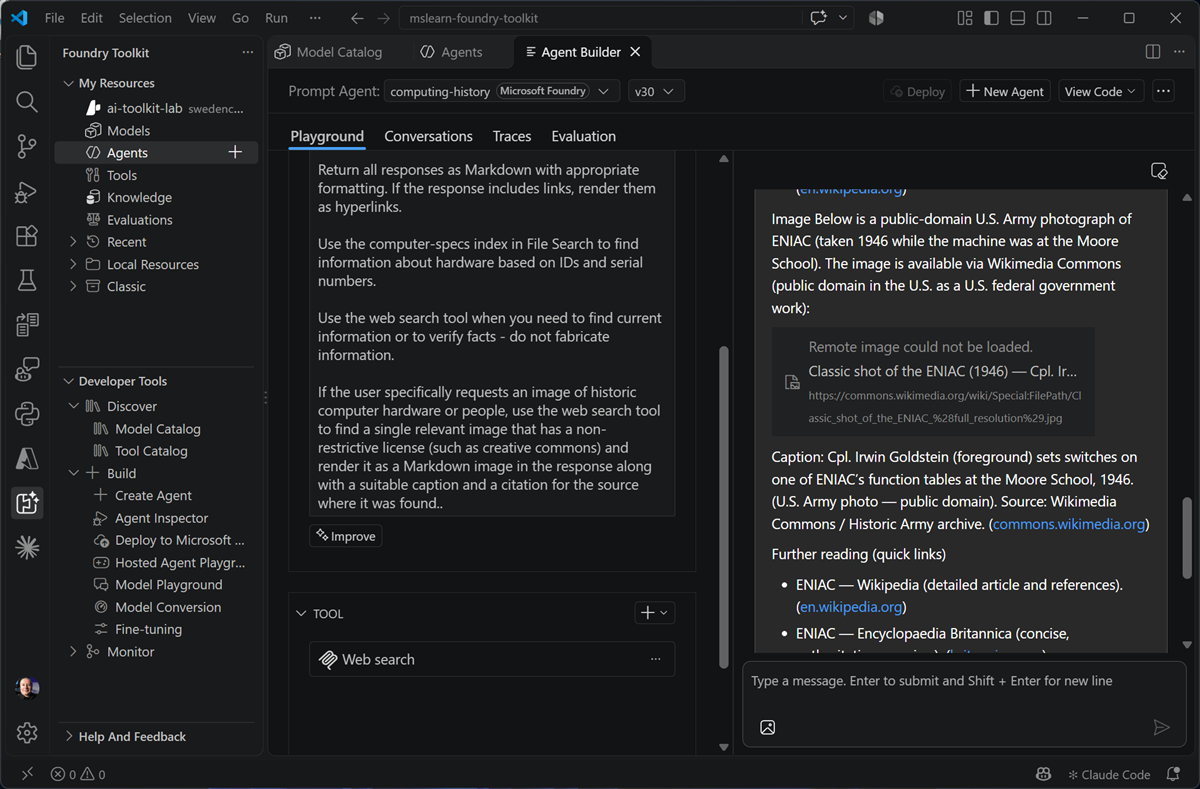 File Edit Selection View Go Run ··· mslearn-foundry-toolkit
Foundry Toolkit ···
My Resources
ai-toolkit-lab swedenc...
Models
Agents
Tools
Knowledge
Evaluations
Recent
Local Resources
Classic
Developer Tools
Discover
Model Catalog
Tool Catalog
Build
Create Agent
Agent Inspector
Deploy to Microsoft ...
Hosted Agent Playgr...
Model Playground
Model Conversion
Fine-tuning
Monitor
Help And Feedback
Model Catalog Agents Agent Builder
Prompt Agent: computing-history Microsoft Foundry v30 Deploy New Agent View Code ···
Playground Conversations Traces Evaluation
Return all responses as Markdown with appropriate
formatting. If the response includes links, render them
as hyperlinks.
Use the computer-specs index in File Search to find
information about hardware based on IDs and serial
numbers.
Use the web search tool when you need to find current
information or to verify facts - do not fabricate
information.
If the user specifically requests an image of historic
computer hardware or people, use the web search tool
to find a single relevant image that has a non-
restrictive license (such as creative commons) and
render it as a Markdown image in the response along
with a suitable caption and a citation for the source
where it was found..
Improve
TOOL
Web search ···
(en.wikipedia.org)
Image Below is a public-domain U.S. Army photograph of
ENIAC (taken 1946 while the machine was at the Moore
School). The image is available via Wikimedia Commons
(public domain in the U.S. as a U.S. federal government
work):
Remote image could not be loaded.
Classic shot of the ENIAC (1946) — Cpl. Ir...
https://commons.wikimedia.org/wiki/Special:FilePath/Cl
assic_shot_of_the_ENIAC_%28full_resolution%29.jpg
Caption: Cpl. Irwin Goldstein (foreground) sets switches on
one of ENIAC’s function tables at the Moore School, 1946.
(U.S. Army photo — public domain). Source: Wikimedia
Commons / Historic Army archive. (commons.wikimedia.org)
Further reading (quick links)
• ENIAC — Wikipedia (detailed article and references).
(en.wikipedia.org)
• ENIAC — Encyclopaedia Britannica (concise,
Type a message. Enter to submit and Shift + Enter for new line
0 0 Claude Code